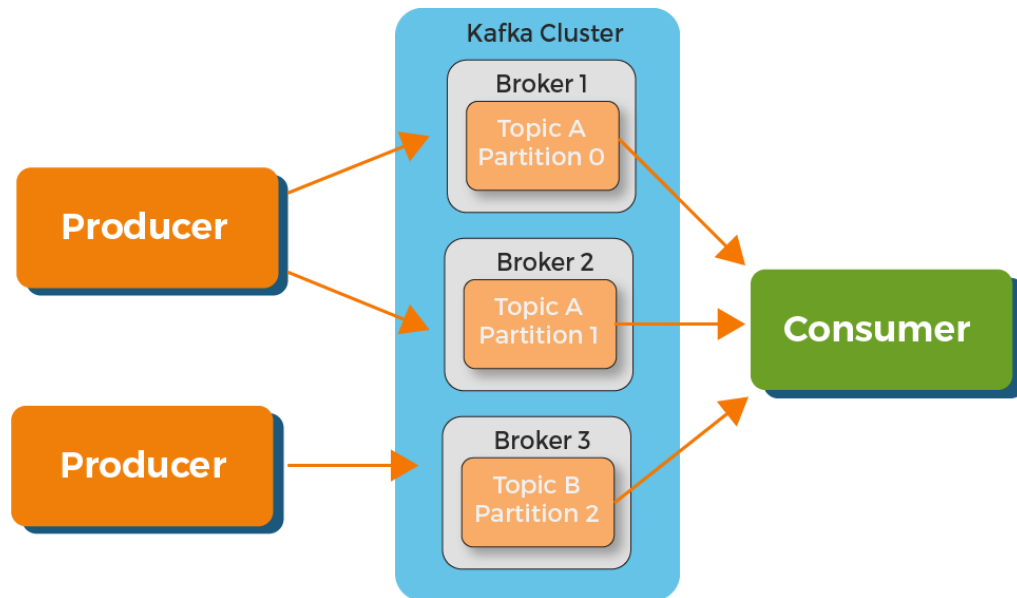 Kafka Cluster
Broker 1
Topic A
Partition 0
Producer
Broker 2
Topic A
Partition 1
Consumer
Producer
Broker 3
Topic B
Partition 2